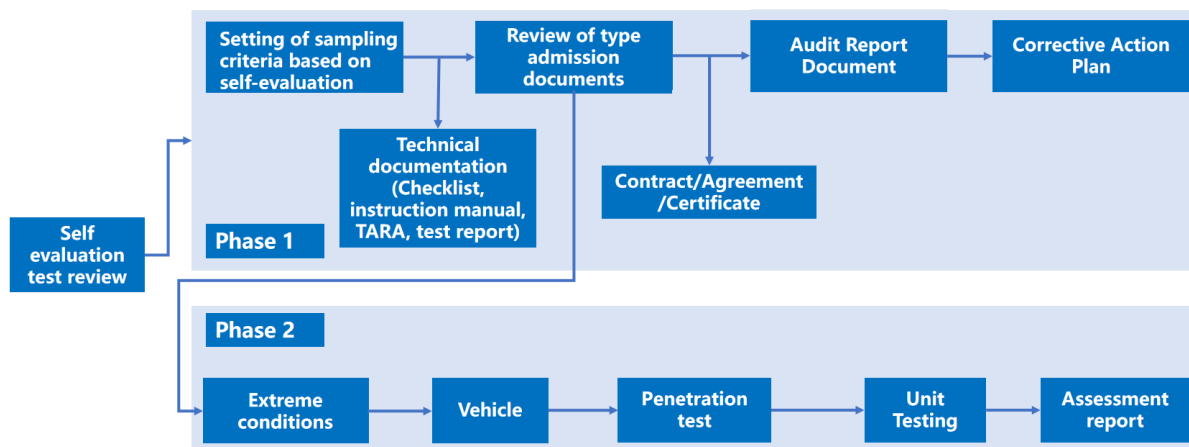 Setting of sampling
criteria based on
self-evaluation
Review of type
admission
documents
Audit Report
Document
Corrective Action
Plan
Technical
documentation
(Checklist,
instruction manual,
TARA, test report)
Contract/Agreement
/Certificate
Phase 1
Self
evaluation
test review
Phase 2
Extreme
conditions
Vehicle
Penetration
test
Unit
Testing
Assessment
report